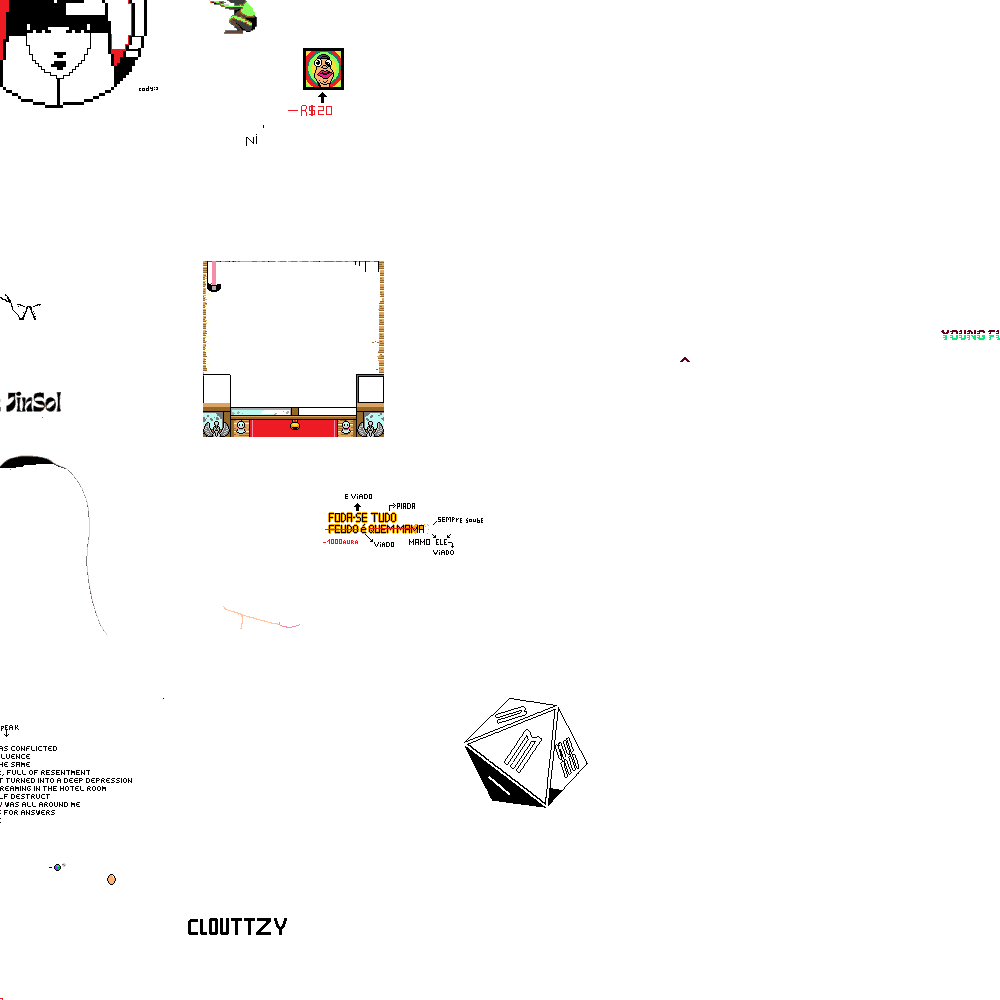 cody:3
—R$20
NÍ
YOUNG
JinSol
E VIADO
PIADA
FODA-SE TUDO
SEMPRE SOUBE
FEUDO é QUEM MAMA
-1000AURA
VIADO
MAMO ELE
VIADO
PEAK
AS CONFLICTED
LUENCE
HE SAME
, FULL OF RESENTMENT
T TURNED INTO A DEEP DEPRESSION
REAMING IN THE HOTEL ROOM
LF DESTRUCT
Y WAS ALL AROUND ME
FOR ANSWERS
CLOUTTZY